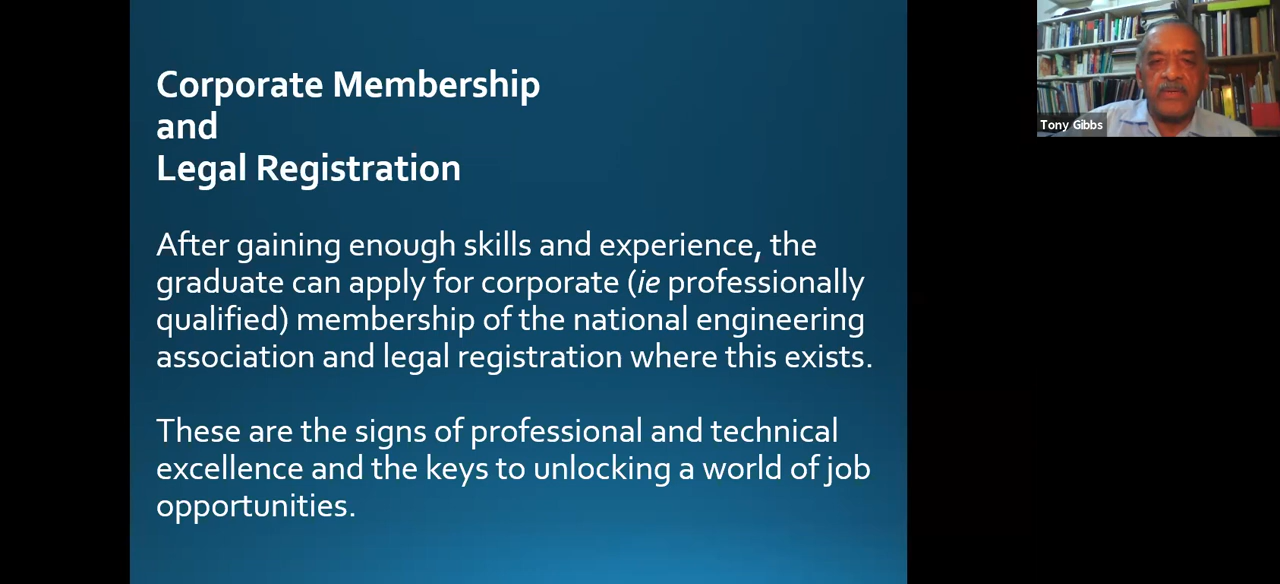 Corporate Membership
and
Legal Registration
After gaining enough skills and experience, the
graduate can apply for corporate (ie professionally
qualified) membership of the national engineering
association and legal registration where this exists.
These are the signs of professional and technical
excellence and the keys to unlocking a world of job
opportunities.
Tony Gibbs